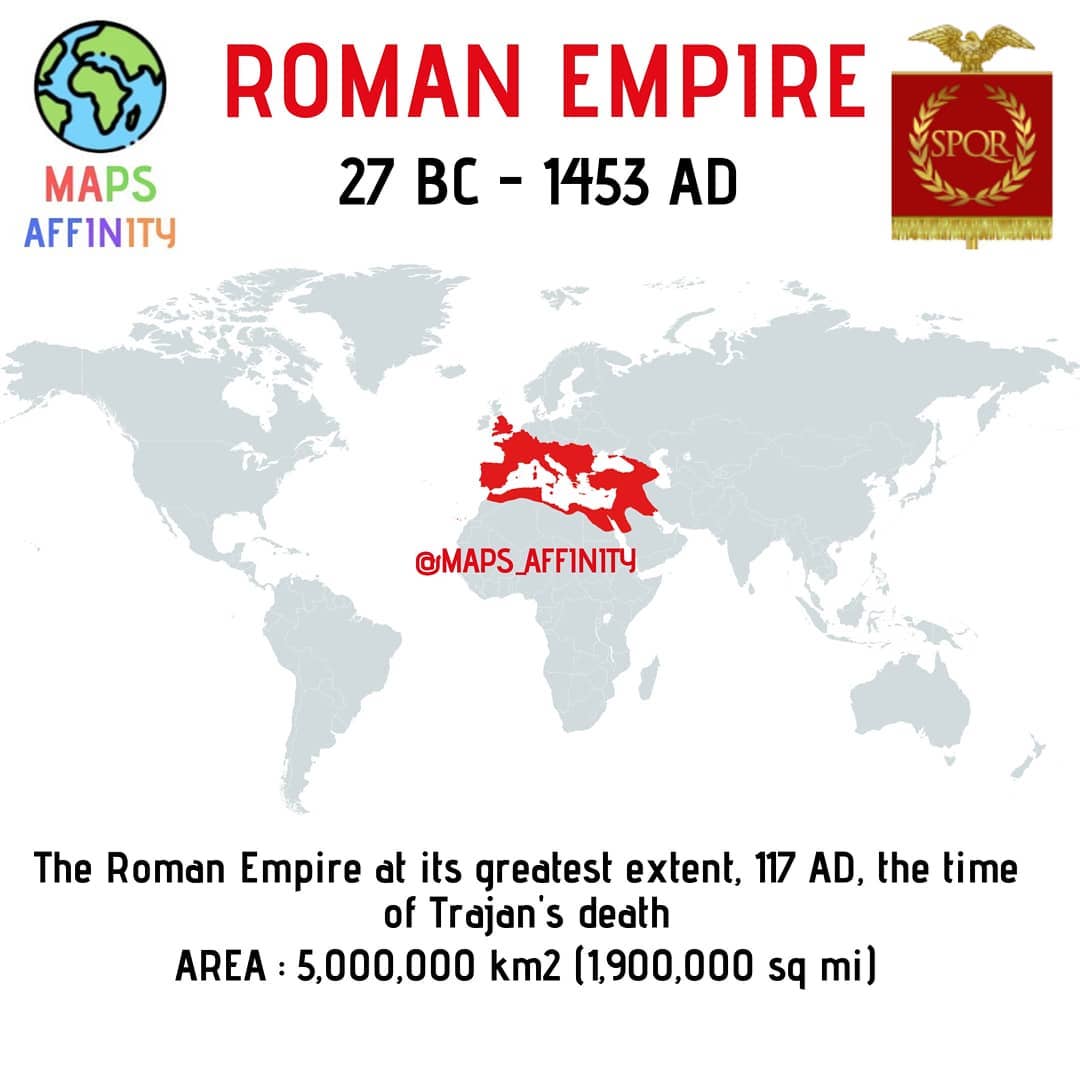 ROMAN EMPIRE
27 BC - 1453 AD
MAPS
AFFINITY
SPQR
@MAPS_AFFINITY
The Roman Empire at its greatest extent, 117 AD, the time
of Trajan's death
AREA : 5,000,000 km2 (1,900,000 sq mi)